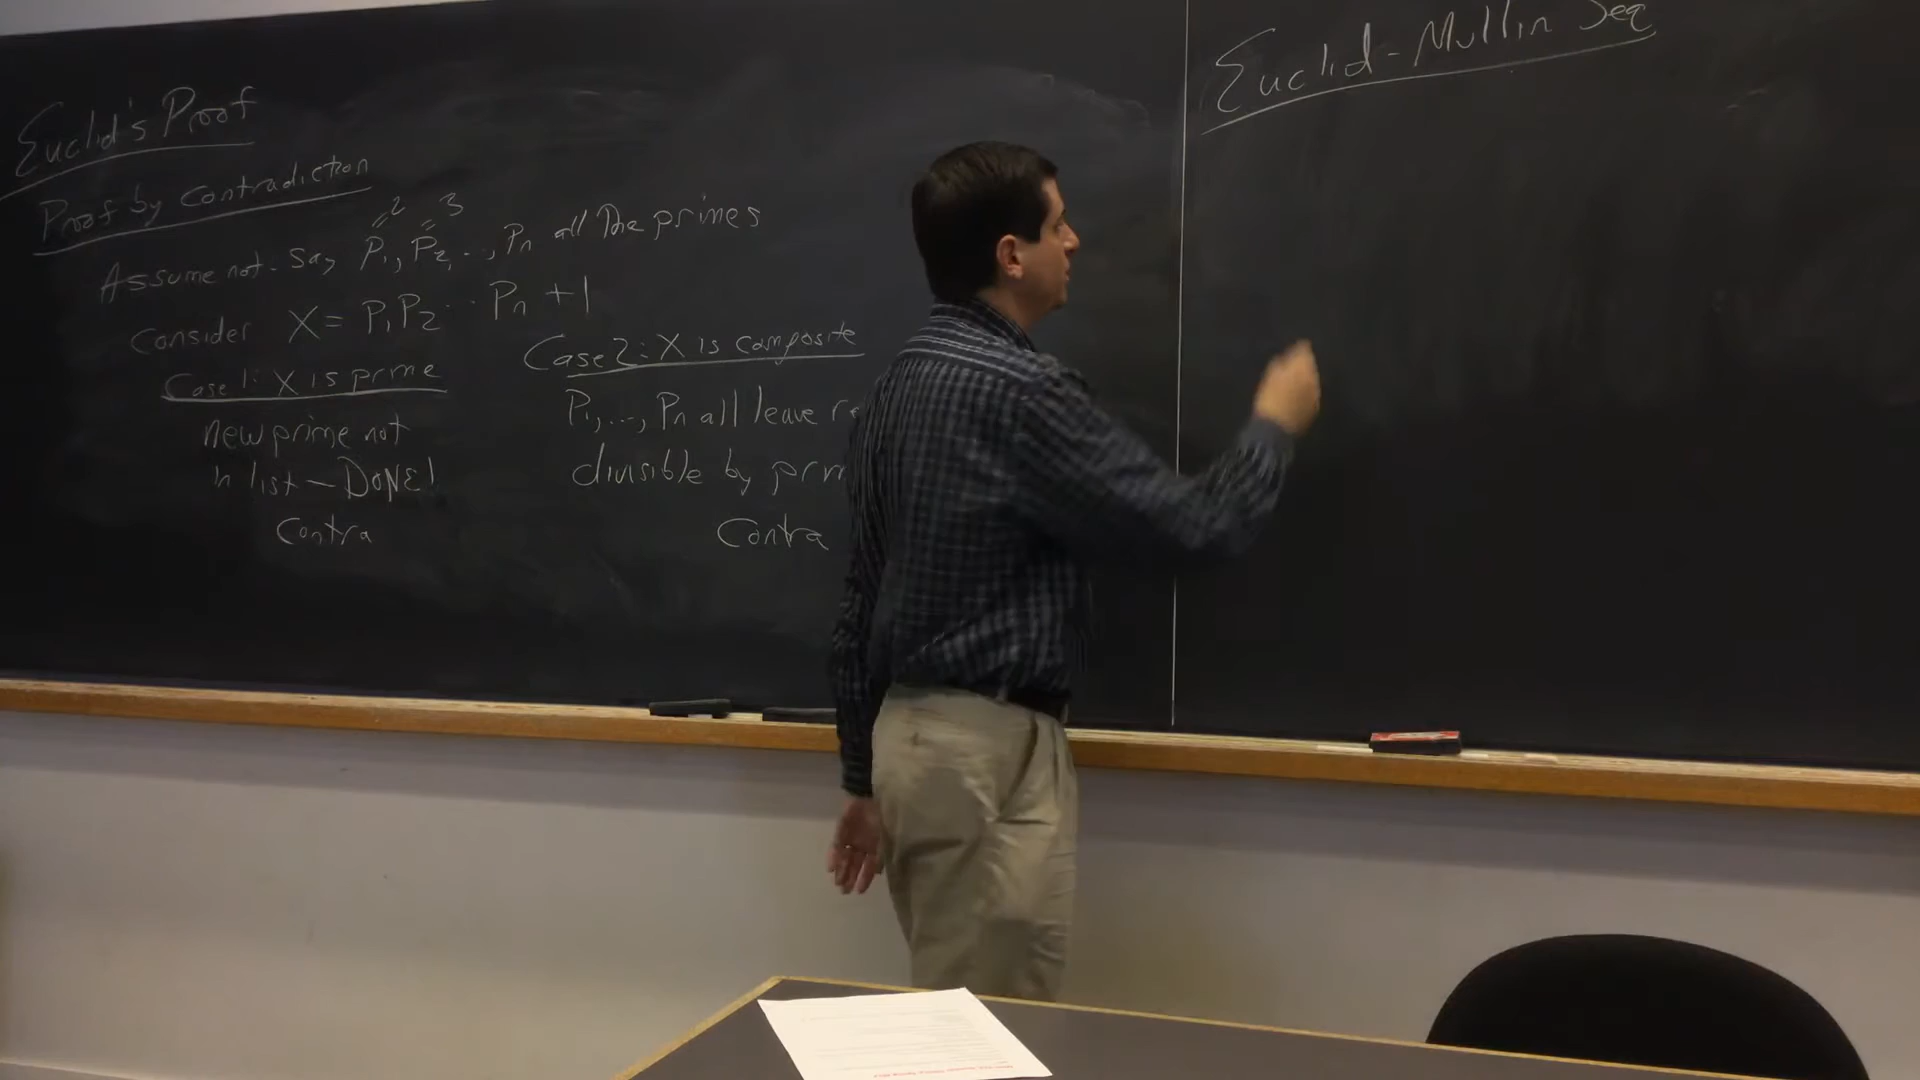 Euclid's Proof
Proof by contradiction
2 3
Assume not. Say P1, P2, ..., Pn all the primes
Consider X = P1P2 ... Pn + 1
Case 1: X is prime
new prime not
in list - DONE!
Contra
Case 2: X is composite
P1, ..., Pn all leave re
divisible by prim
Contra
Euclid-Mullin Seq